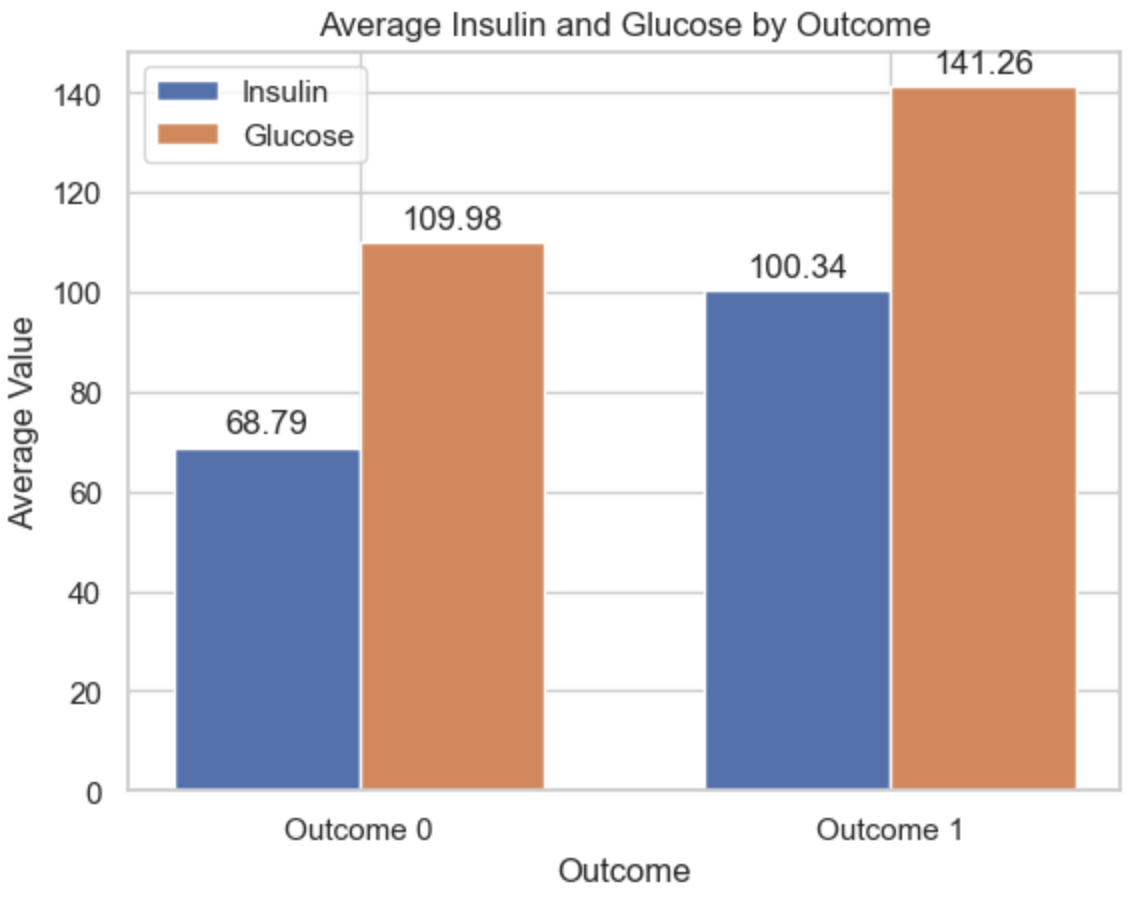 Average Insulin and Glucose by Outcome
Insulin
Glucose
141.26
109.98
100.34
68.79
140
120
100
80
60
40
20
0
Average Value
Outcome 0
Outcome 1
Outcome